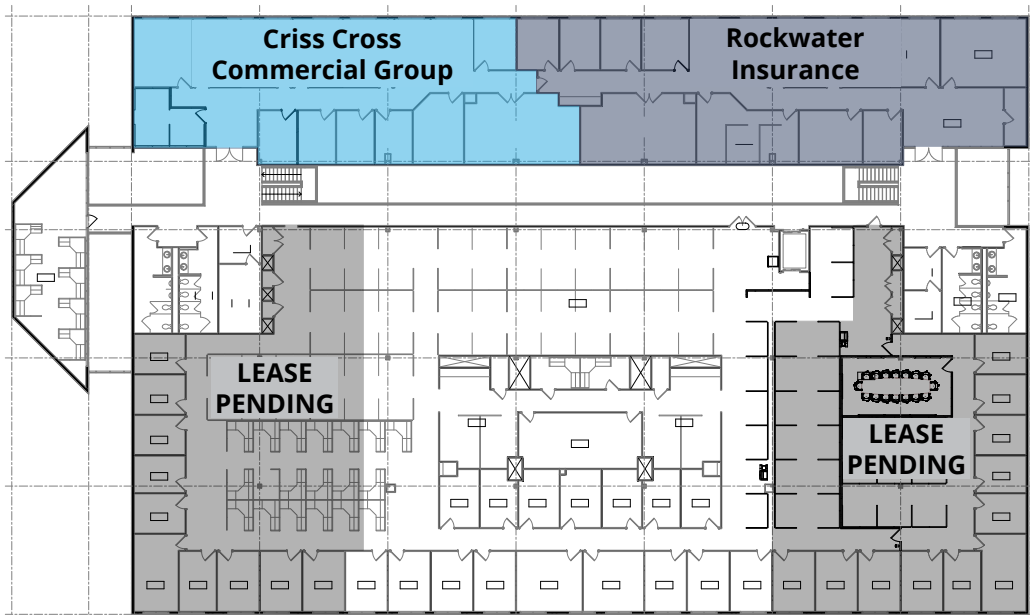 Criss Cross
Commercial Group
Rockwater
Insurance
LEASE
PENDING
LEASE
PENDING